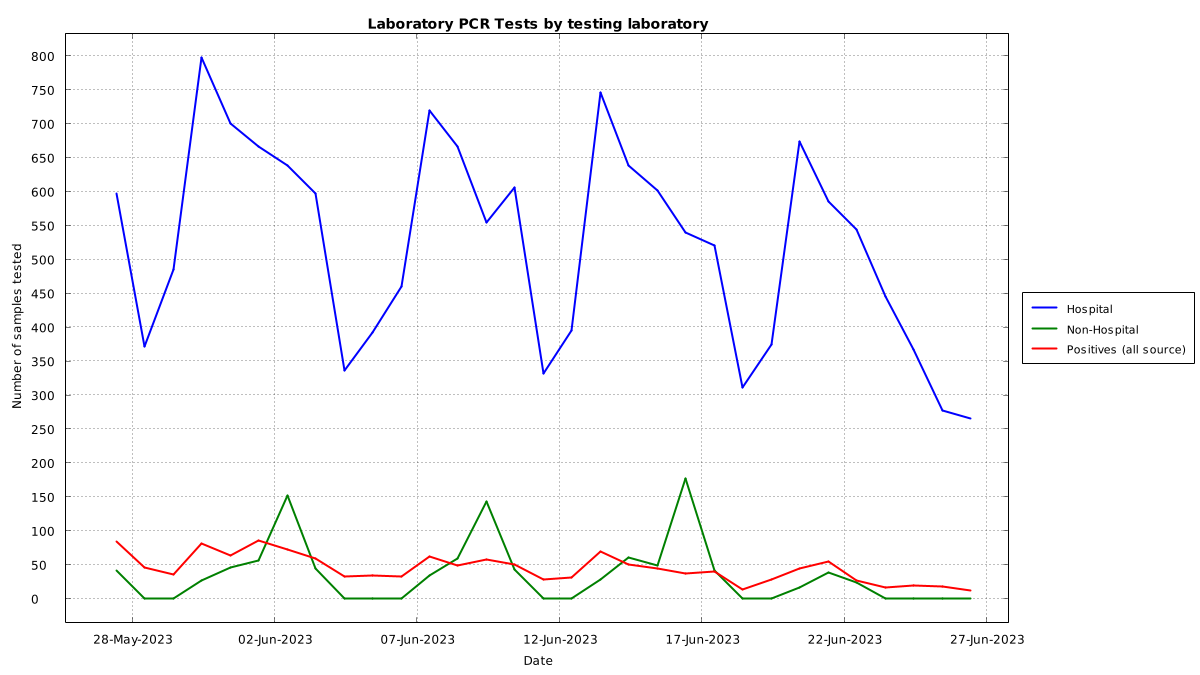 Laboratory PCR Tests by testing laboratory
Number of samples tested
800
750
700
650
600
550
500
450
400
350
300
250
200
150
100
50
0
28-May-2023 02-Jun-2023 07-Jun-2023 12-Jun-2023 17-Jun-2023 22-Jun-2023 27-Jun-2023
Date
Hospital
Non-Hospital
Positives (all source)